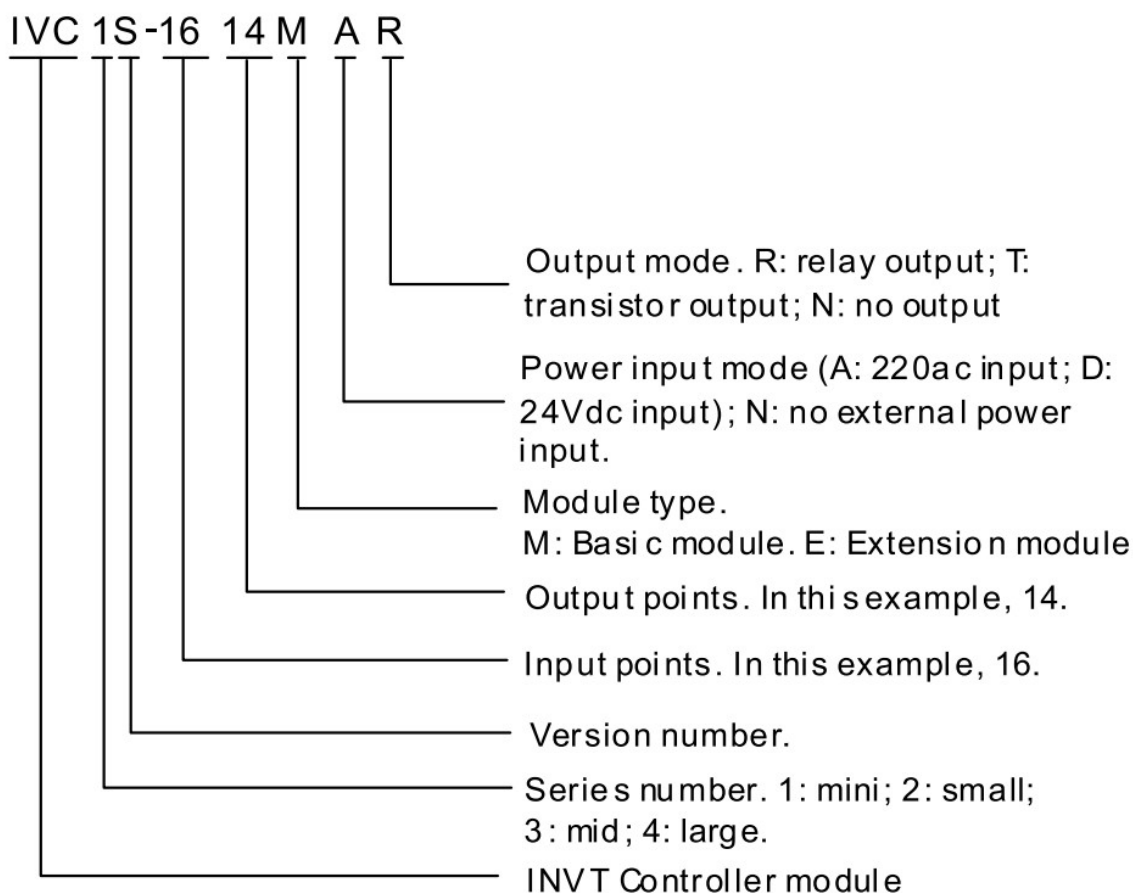 IVC 1S-16 14 M A R
Output mode. R: relay output; T:
transistor output; N: no output
Power input mode (A: 220ac input; D:
24Vdc input); N: no external power
input.
Module type.
M: Basic module. E: Extension module
Output points. In this example, 14.
Input points. In this example, 16.
Version number.
Series number. 1: mini; 2: small;
3: mid; 4: large.
INVT Controller module